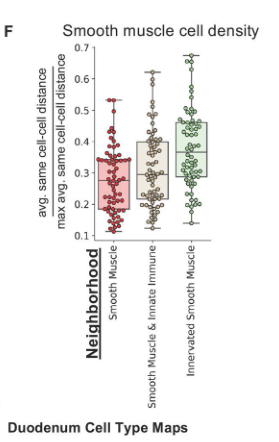 F
Smooth muscle cell density
avg. same cell-cell distance
max avg. same cell-cell distance
0.7
0.6
0.5
0.4
0.3
0.2
0.1
Neighborhood
Smooth Muscle
Smooth Muscle & Innate Immune
Innervated Smooth Muscle
Duodenum Cell Type Maps